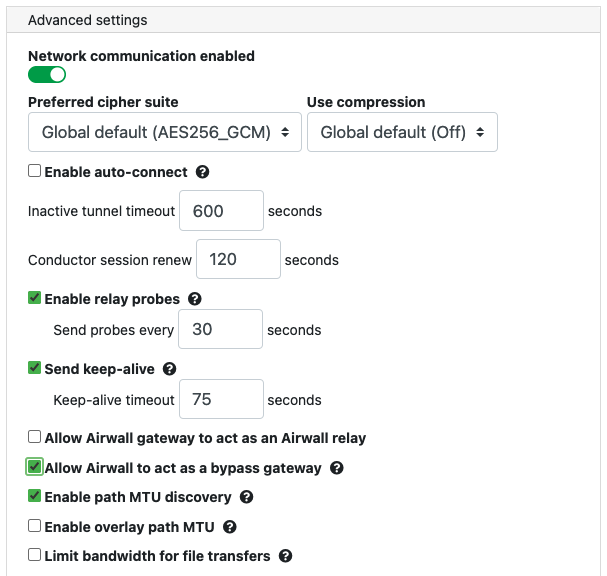 Advanced settings
Network communication enabled
Preferred cipher suite Use compression
Global default (AES256_GCM) Global default (Off)
Enable auto-connect ?
Inactive tunnel timeout 600 seconds
Conductor session renew 120 seconds
Enable relay probes ?
Send probes every 30 seconds
Send keep-alive ?
Keep-alive timeout 75 seconds
Allow Airwall gateway to act as an Airwall relay
Allow Airwall to act as a bypass gateway ?
Enable path MTU discovery ?
Enable overlay path MTU ?
Limit bandwidth for file transfers ?